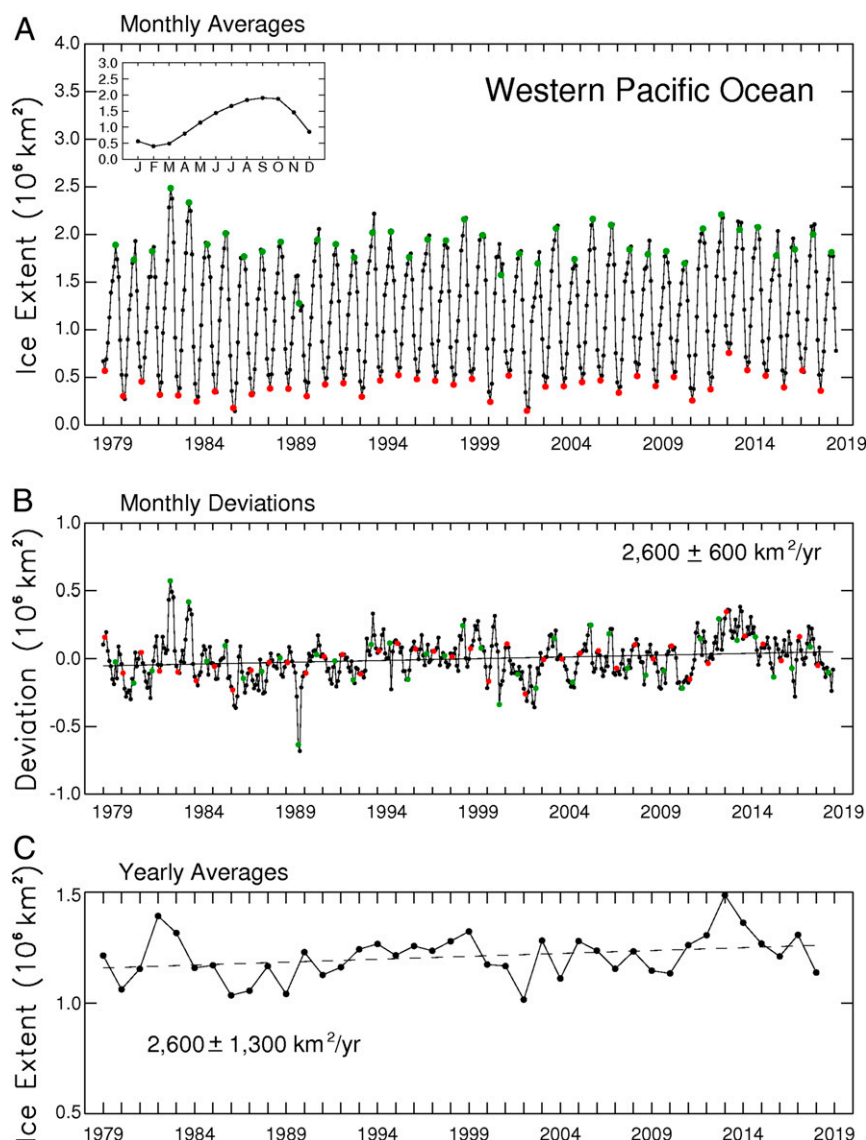 A Monthly Averages
Western Pacific Ocean
Ice Extent (10⁶ km²)
4.0
3.5
3.0
2.5
2.0
1.5
1.0
0.5
0.0
3.0
2.5
2.0
1.5
1.0
0.5
0.0
J F M A M J J A S O N D
1979 1984 1989 1994 1999 2004 2009 2014 2019
B Monthly Deviations
2,600 ± 600 km²/yr
Deviation (10⁶ km²)
1.0
0.5
0.0
-0.5
-1.0
1979 1984 1989 1994 1999 2004 2009 2014 2019
C Yearly Averages
Ice Extent (10⁶ km²)
1.5
1.0
0.5
2,600 ± 1,300 km²/yr
1979 1984 1989 1994 1999 2004 2009 2014 2019